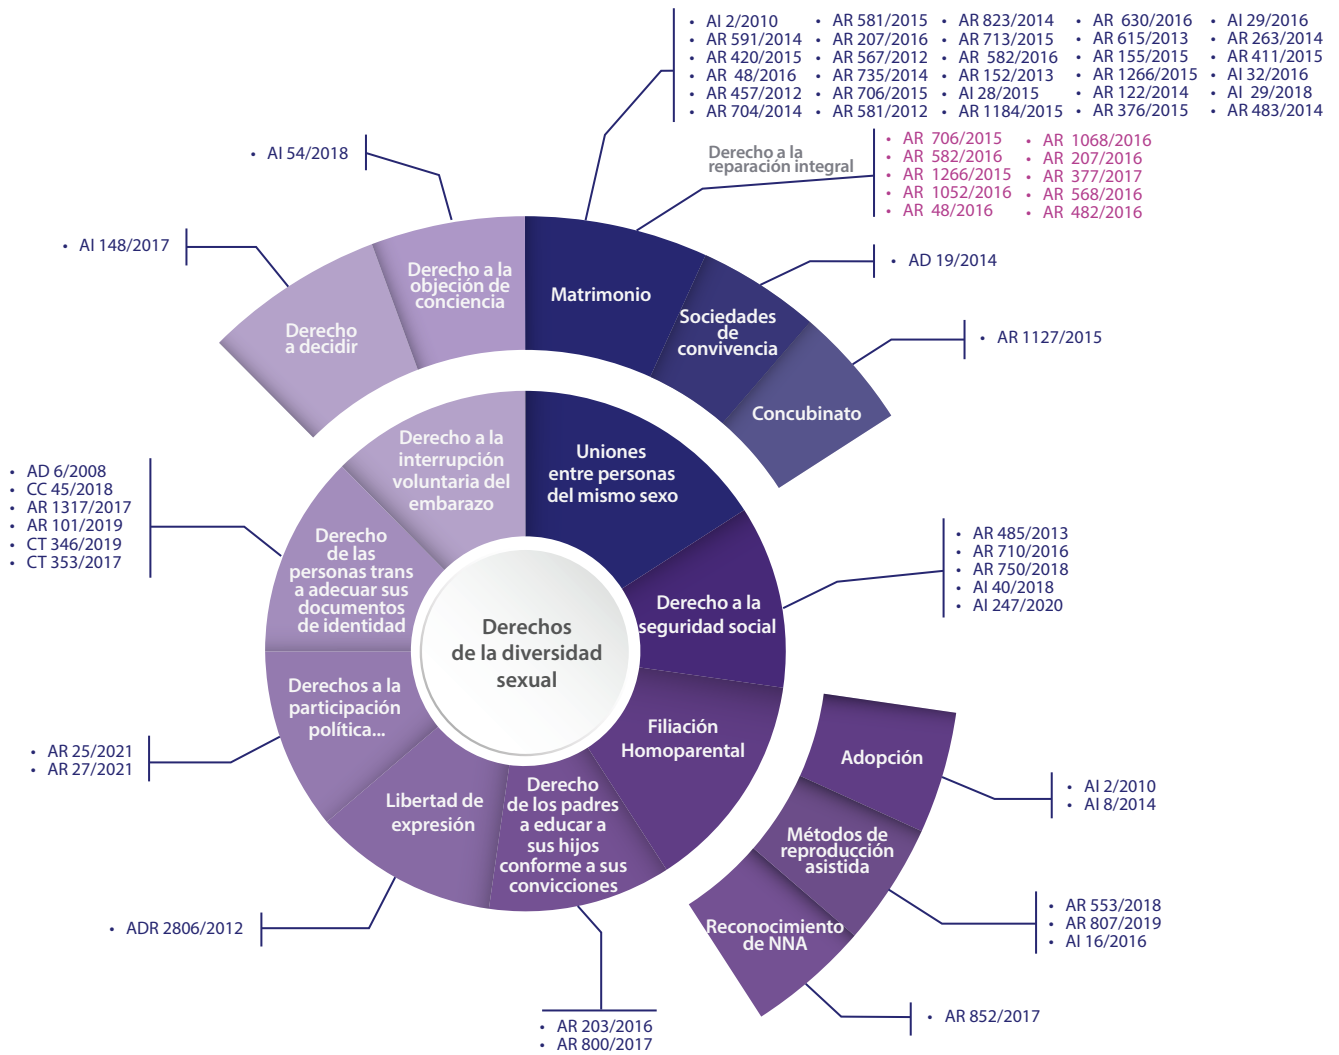 • AI 2/2010
• AR 591/2014
• AR 420/2015
• AR 48/2016
• AR 457/2012
• AR 704/2014
• AR 581/2015
• AR 207/2016
• AR 567/2012
• AR 735/2014
• AR 706/2015
• AR 581/2012
• AR 823/2014
• AR 713/2015
• AR 582/2016
• AR 152/2013
• AI 28/2015
• AR 1184/2015
• AR 630/2016
• AR 615/2013
• AR 155/2015
• AR 1266/2015
• AR 122/2014
• AR 376/2015
• AI 29/2016
• AR 263/2014
• AR 411/2015
• AI 32/2016
• AI 29/2018
• AR 483/2014
Derecho a la
reparación integral
• AR 706/2015
• AR 582/2016
• AR 1266/2015
• AR 1052/2016
• AR 48/2016
• AR 1068/2016
• AR 207/2016
• AR 377/2017
• AR 568/2016
• AR 482/2016
• AI 54/2018
• AI 148/2017
• AD 19/2014
• AR 1127/2015
Derecho
a decidir
Derecho a la
objeción de
conciencia
Matrimonio
Sociedades
de
convivencia
Concubinato
Derecho a la
interrupción
voluntaria del
embarazo
Uniones
entre personas
del mismo sexo
• AD 6/2008
• CC 45/2018
• AR 1317/2017
• AR 101/2019
• CT 346/2019
• CT 353/2017
Derecho
de las
personas trans
a adecuar sus
documentos
de identidad
Derechos
de la diversidad
sexual
Derecho a la
seguridad social
• AR 485/2013
• AR 710/2016
• AR 750/2018
• AI 40/2018
• AI 247/2020
Derechos a la
participación
política...
• AR 25/2021
• AR 27/2021
Filiación
Homoparental
Libertad de
expresión
• ADR 2806/2012
Derecho
de los padres
a educar a
sus hijos
conforme a sus
convicciones
• AR 203/2016
• AR 800/2017
Adopción
• AI 2/2010
• AI 8/2014
Métodos de
reproducción
asistida
• AR 553/2018
• AR 807/2019
• AI 16/2016
Reconocimiento
de NNA
• AR 852/2017